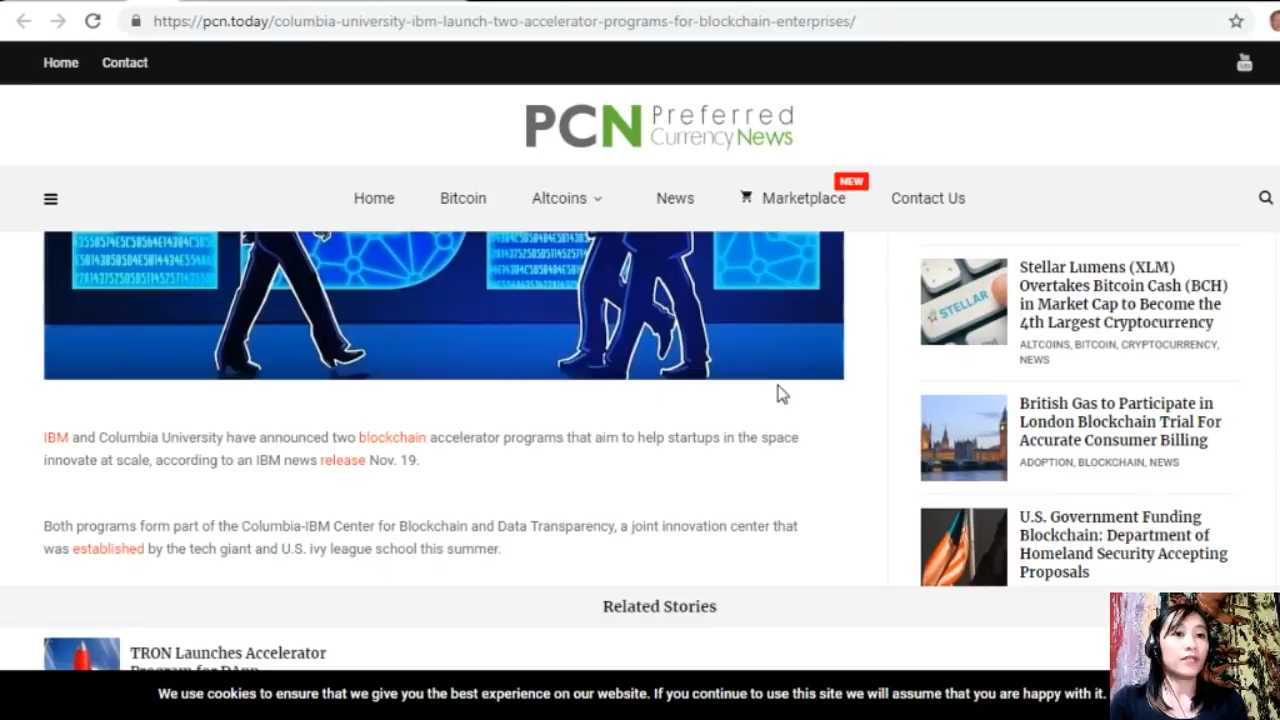 https://pcn.today/columbia-university-ibm-launch-two-accelerator-programs-for-blockchain-enterprises/
Home Contact
PCN Preferred
Currency News
Home Bitcoin Altcoins News Marketplace NEW Contact Us
IBM and Columbia University have announced two blockchain accelerator programs that aim to help startups in the space
innovate at scale, according to an IBM news release Nov. 19.
Both programs form part of the Columbia-IBM Center for Blockchain and Data Transparency, a joint innovation center that
was established by the tech giant and U.S. ivy league school this summer.
STELLAR
Stellar Lumens (XLM)
Overtakes Bitcoin Cash (BCH)
in Market Cap to Become the
4th Largest Cryptocurrency
ALTCOINS, BITCOIN, CRYPTOCURRENCY,
NEWS
British Gas to Participate in
London Blockchain Trial For
Accurate Consumer Billing
ADOPTION, BLOCKCHAIN, NEWS
U.S. Government Funding
Blockchain: Department of
Homeland Security Accepting
Proposals
Related Stories
TRON Launches Accelerator
Program for DApp
We use cookies to ensure that we give you the best experience on our website. If you continue to use this site we will assume that you are happy with it.